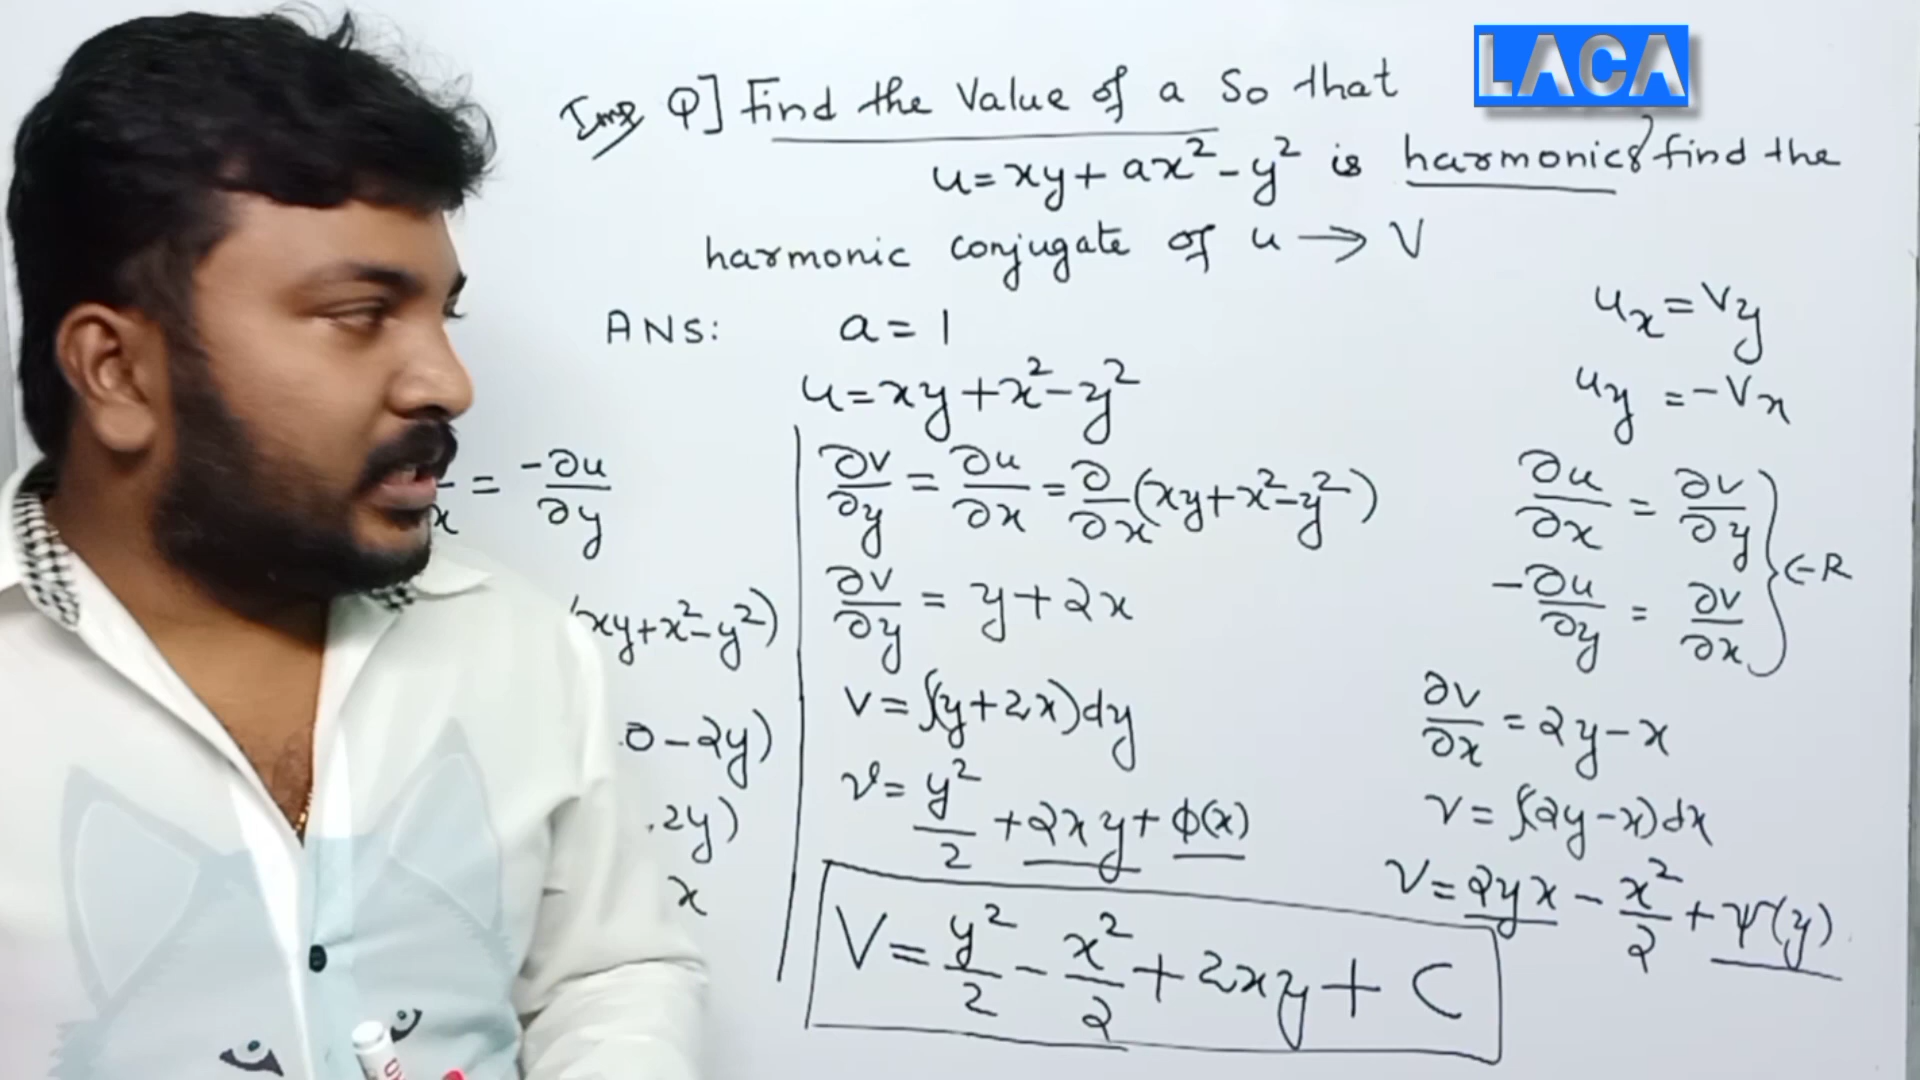 LACA
Imp Q] Find the Value of a So that
u=xy+ax²-y² is harmonic & find the
harmonic conjugate of u → V
ANS: a=1
u=xy+x²-y²
uₓ=Vy
uy=-Vx
= -∂u/∂y
(xy+x²-y²)
0-2y)
2y)
x
∂v/∂y = ∂u/∂x = ∂/∂x(xy+x²-y²)
∂v/∂y = y+2x
v=∫(y+2x)dy
v=y²/2+2xy+φ(x)
V=y²/2-x²/2+2xy+C
∂u/∂x = ∂v/∂y
-∂u/∂y = ∂v/∂x } C-R
∂v/∂x = 2y-x
v=∫(2y-x)dx
V=2yx-x²/2+ψ(y)